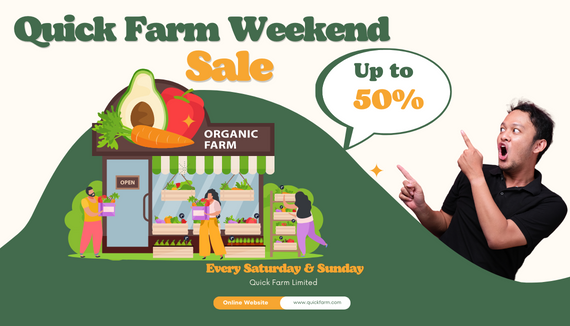 Quick Farm Weekend
Sale
Up to
50%
ORGANIC
FARM
OPEN
Every Saturday & Sunday
Quick Farm Limited
Online Website
www.quickfarm.com